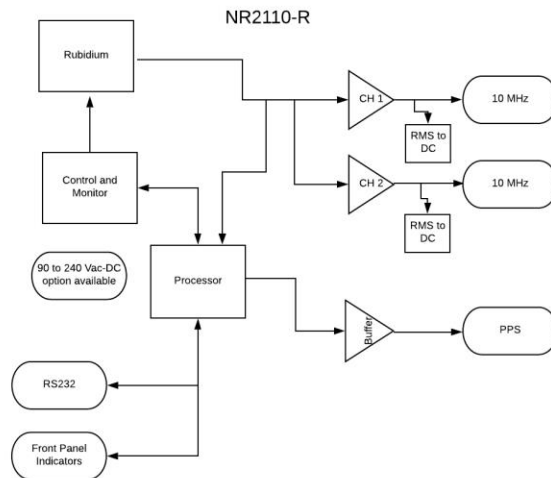 NR2110-R
Rubidium
CH 1
10 MHz
RMS to
DC
Control and
Monitor
CH 2
10 MHz
RMS to
DC
90 to 240 Vac-DC
option available
Processor
Buffer
PPS
RS232
Front Panel
Indicators